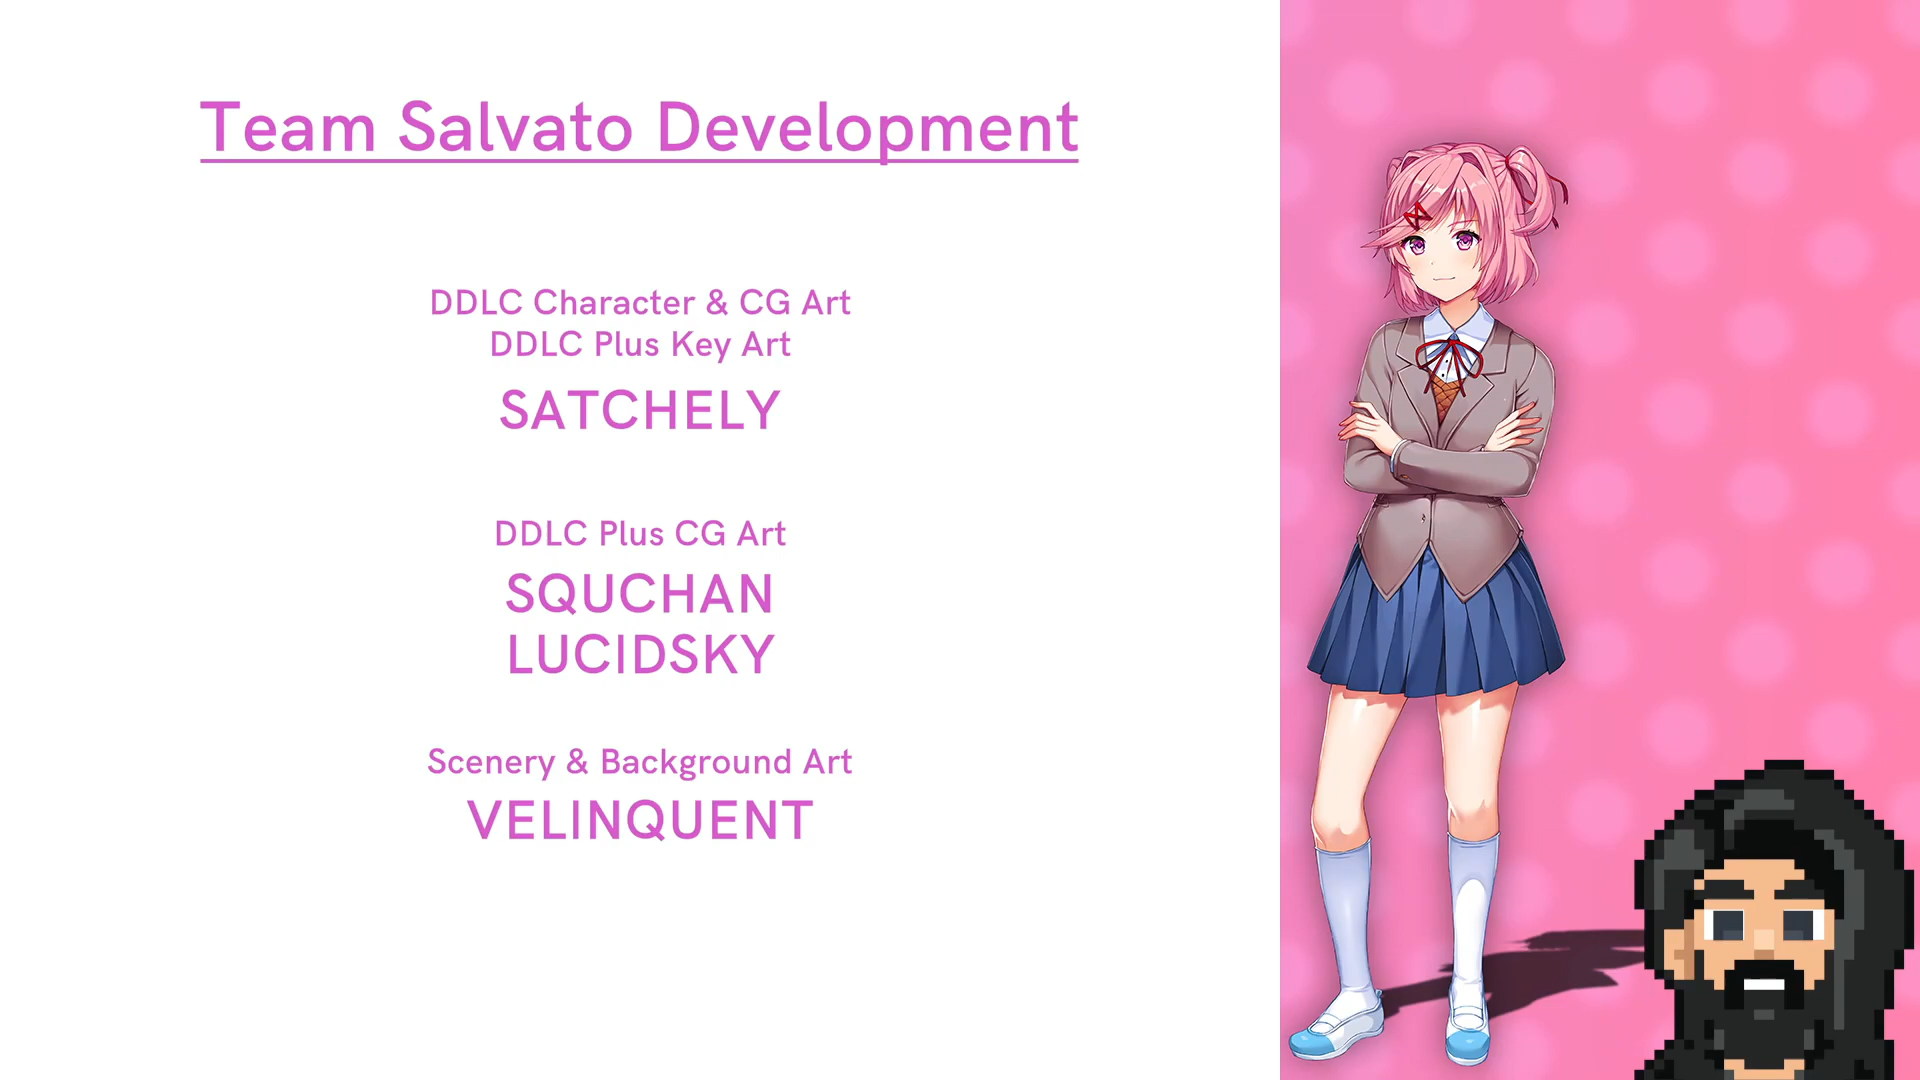 Team Salvato Development
DDLC Character & CG Art
DDLC Plus Key Art
SATCHELY
DDLC Plus CG Art
SQUCHAN
LUCIDSKY
Scenery & Background Art
VELINQUENT